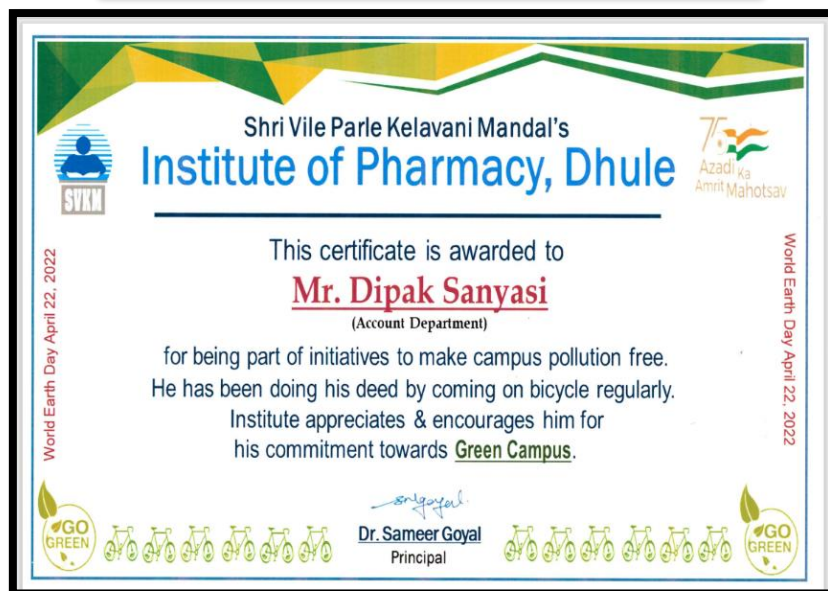 Shri Vile Parle Kelavani Mandal's
Institute of Pharmacy, Dhule
SVKM
75
Azadi Ka
Amrit Mahotsav
World Earth Day April 22, 2022
World Earth Day April 22, 2022
This certificate is awarded to
Mr. Dipak Sanyasi
(Account Department)
for being part of initiatives to make campus pollution free.
He has been doing his deed by coming on bicycle regularly.
Institute appreciates & encourages him for
his commitment towards Green Campus.
GO
GREEN
Dr. Sameer Goyal
Principal
GO
GREEN